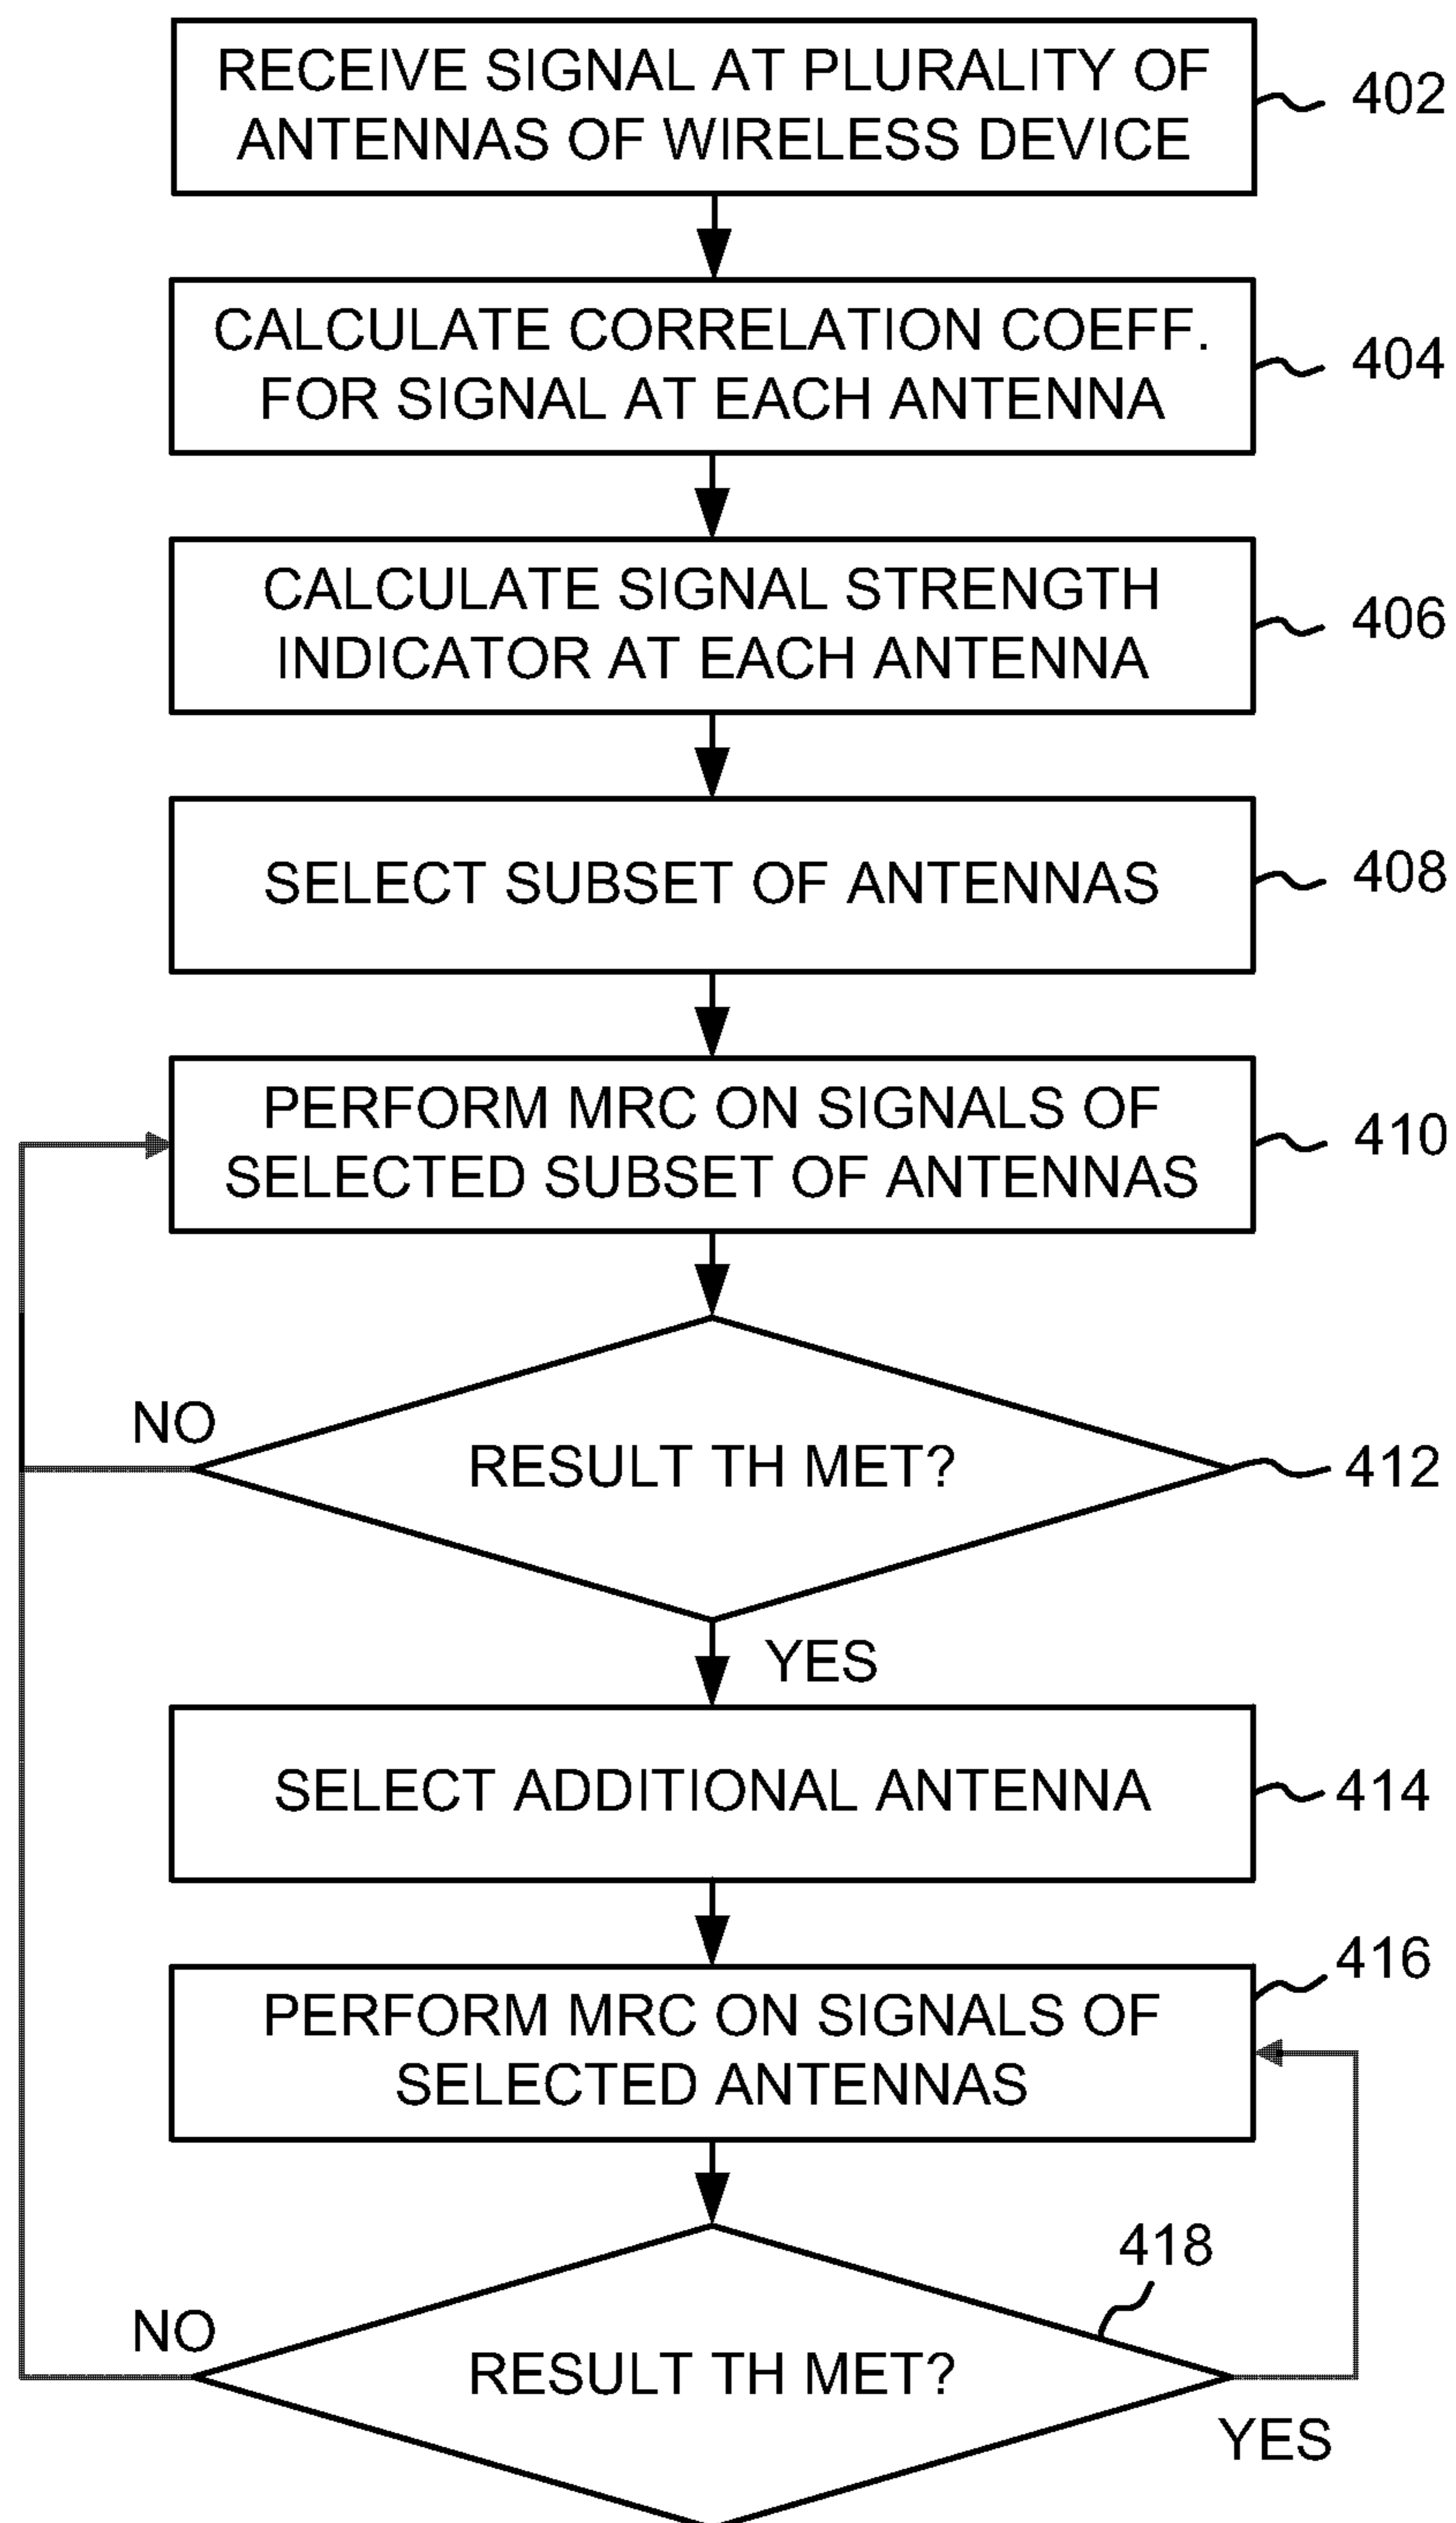 RECEIVE SIGNAL AT PLURALITY OF
ANTENNAS OF WIRELESS DEVICE
402
CALCULATE CORRELATION COEFF.
FOR SIGNAL AT EACH ANTENNA
404
CALCULATE SIGNAL STRENGTH
INDICATOR AT EACH ANTENNA
406
SELECT SUBSET OF ANTENNAS
408
PERFORM MRC ON SIGNALS OF
SELECTED SUBSET OF ANTENNAS
410
NO
RESULT TH MET?
412
YES
SELECT ADDITIONAL ANTENNA
414
PERFORM MRC ON SIGNALS OF
SELECTED ANTENNAS
416
418
NO
RESULT TH MET?
YES